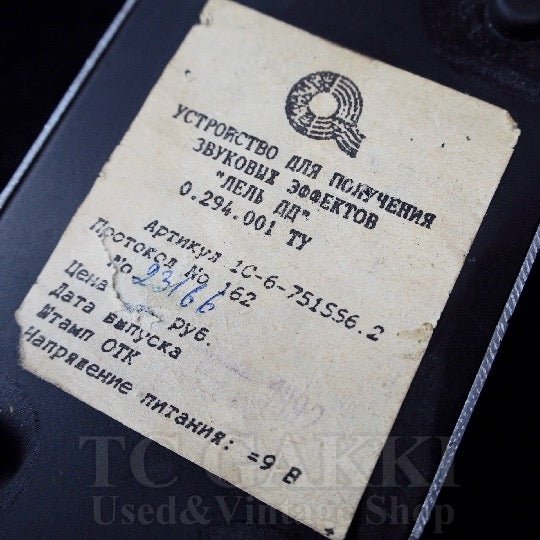 УСТРОЙСТВО ДЛЯ ПОЛУЧЕНИЯ
ЗВУКОВЫХ ЭФФЕКТОВ
"ЛЕЛЬ ДД"
0.294.001 ТУ
Артикул 1С-6-751SS6.2
Протокол No 162
No 23166
Цена руб.
Дата выпуска
Штамп ОТК
Напряжение питания: =9 В
TC GAKKI
Used&Vintage Shop